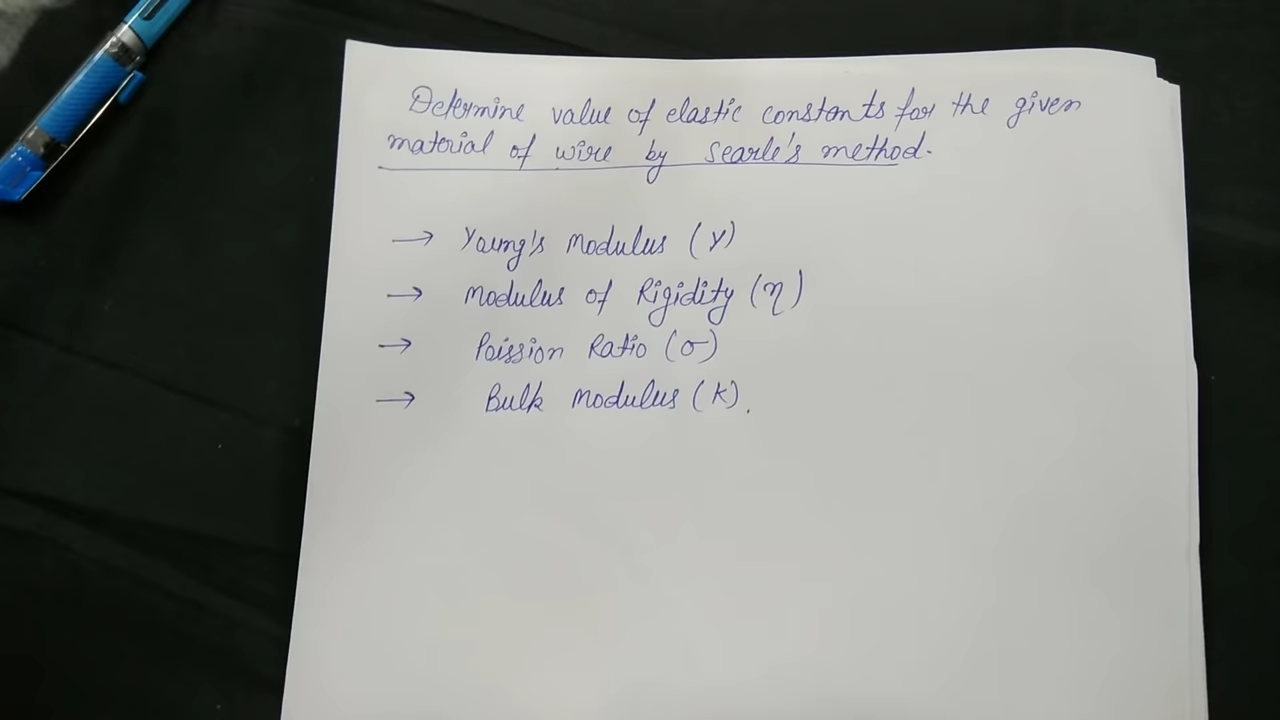 Determine value of elastic constants for the given
material of wire by Searle's method.
→ Young's Modulus (Y)
→ Modulus of Rigidity (η)
→ Poission Ratio (σ)
→ Bulk Modulus (K).